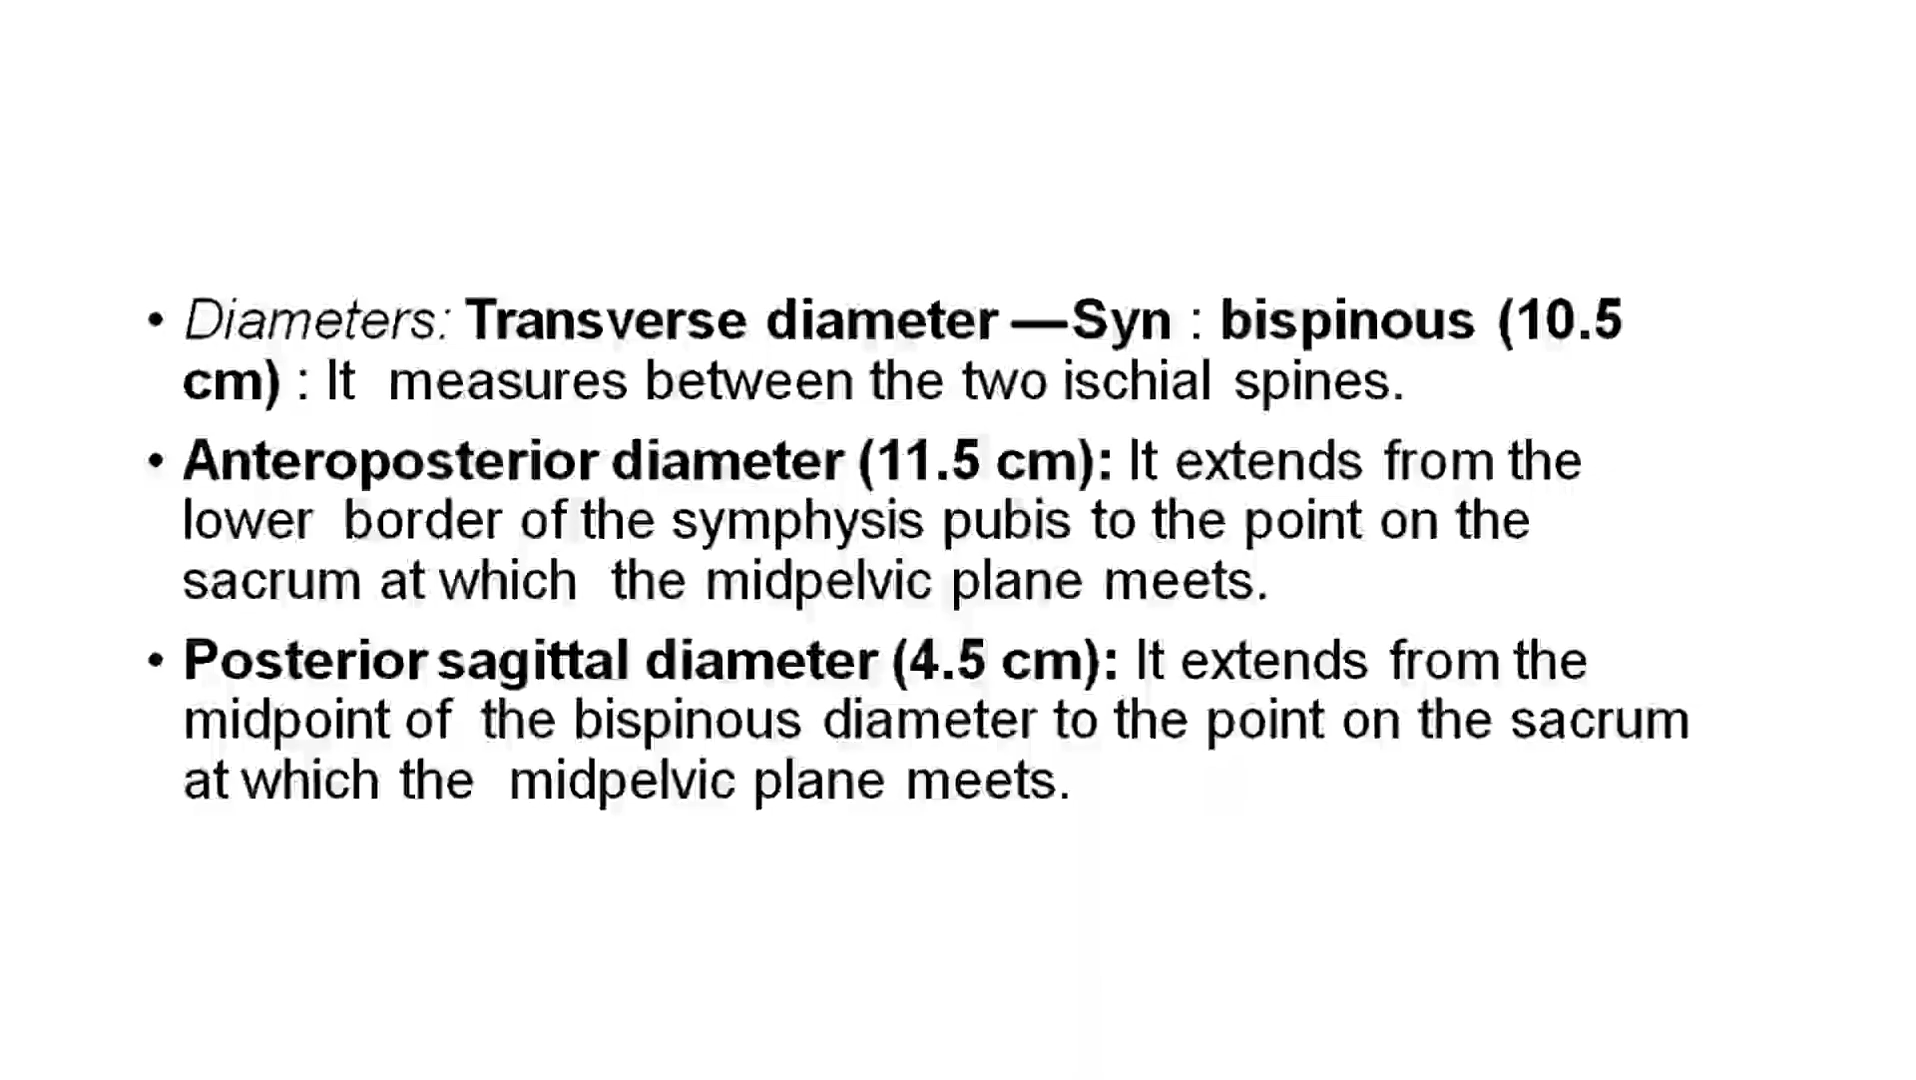 • Diameters: Transverse diameter —Syn : bispinous (10.5
cm) : It measures between the two ischial spines.
• Anteroposterior diameter (11.5 cm): It extends from the
lower border of the symphysis pubis to the point on the
sacrum at which the midpelvic plane meets.
• Posterior sagittal diameter (4.5 cm): It extends from the
midpoint of the bispinous diameter to the point on the sacrum
at which the midpelvic plane meets.